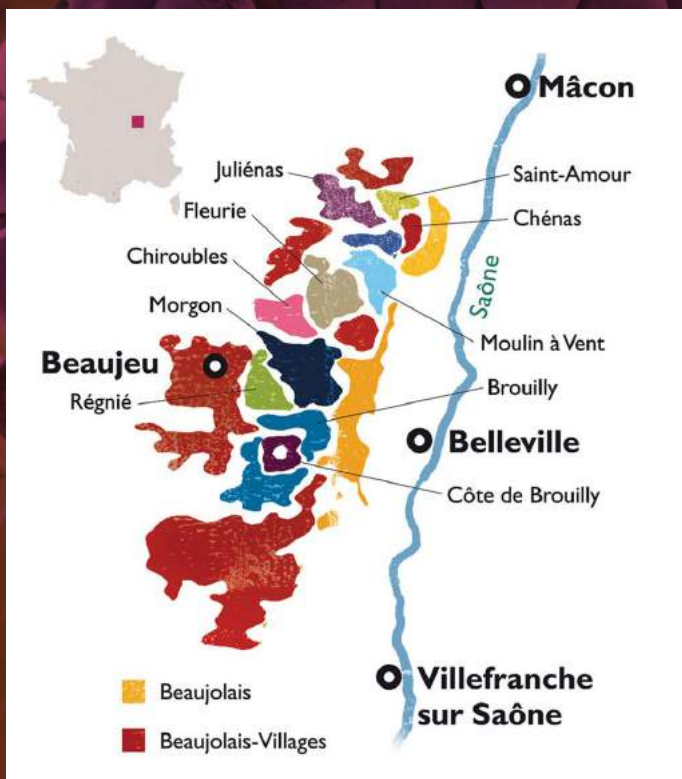 Mâcon
Juliénas
Saint-Amour
Fleurie
Chénas
Chiroubles
Saône
Morgon
Moulin à Vent
Beaujeu
Brouilly
Régnié
Belleville
Côte de Brouilly
Villefranche
sur Saône
Beaujolais
Beaujolais-Villages